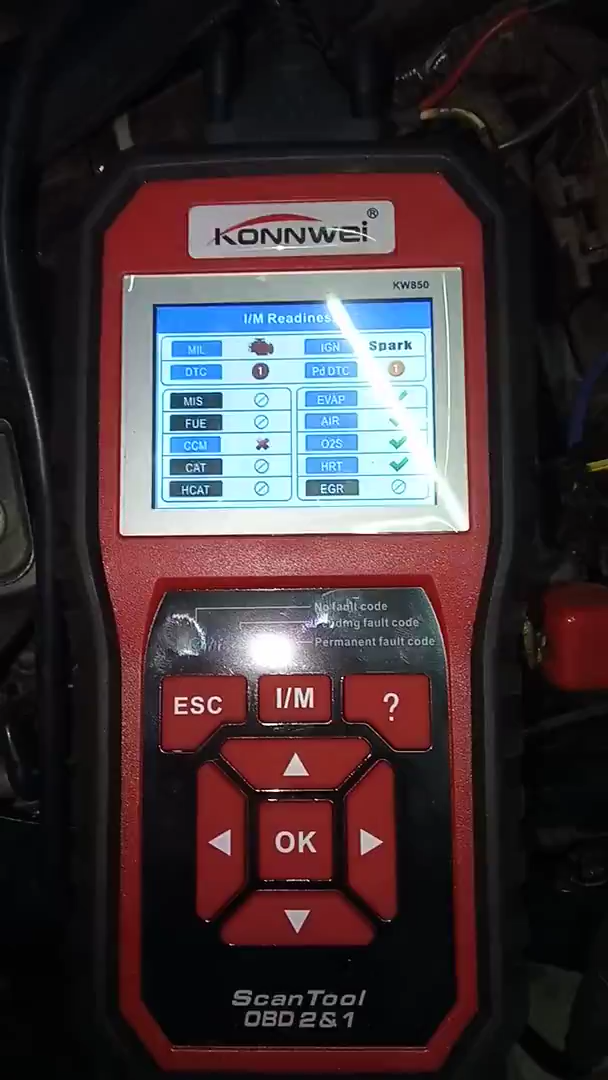 KONNWEI®
KW850
I/M Readiness
MIL IGN Spark
DTC 1 Pd DTC 1
MIS EVAP
FUE AIR
CCM O2S
CAT HRT
HCAT EGR
No fault code
fault code
Permanent fault code
ESC I/M ?
OK
ScanTool
OBD 2&1